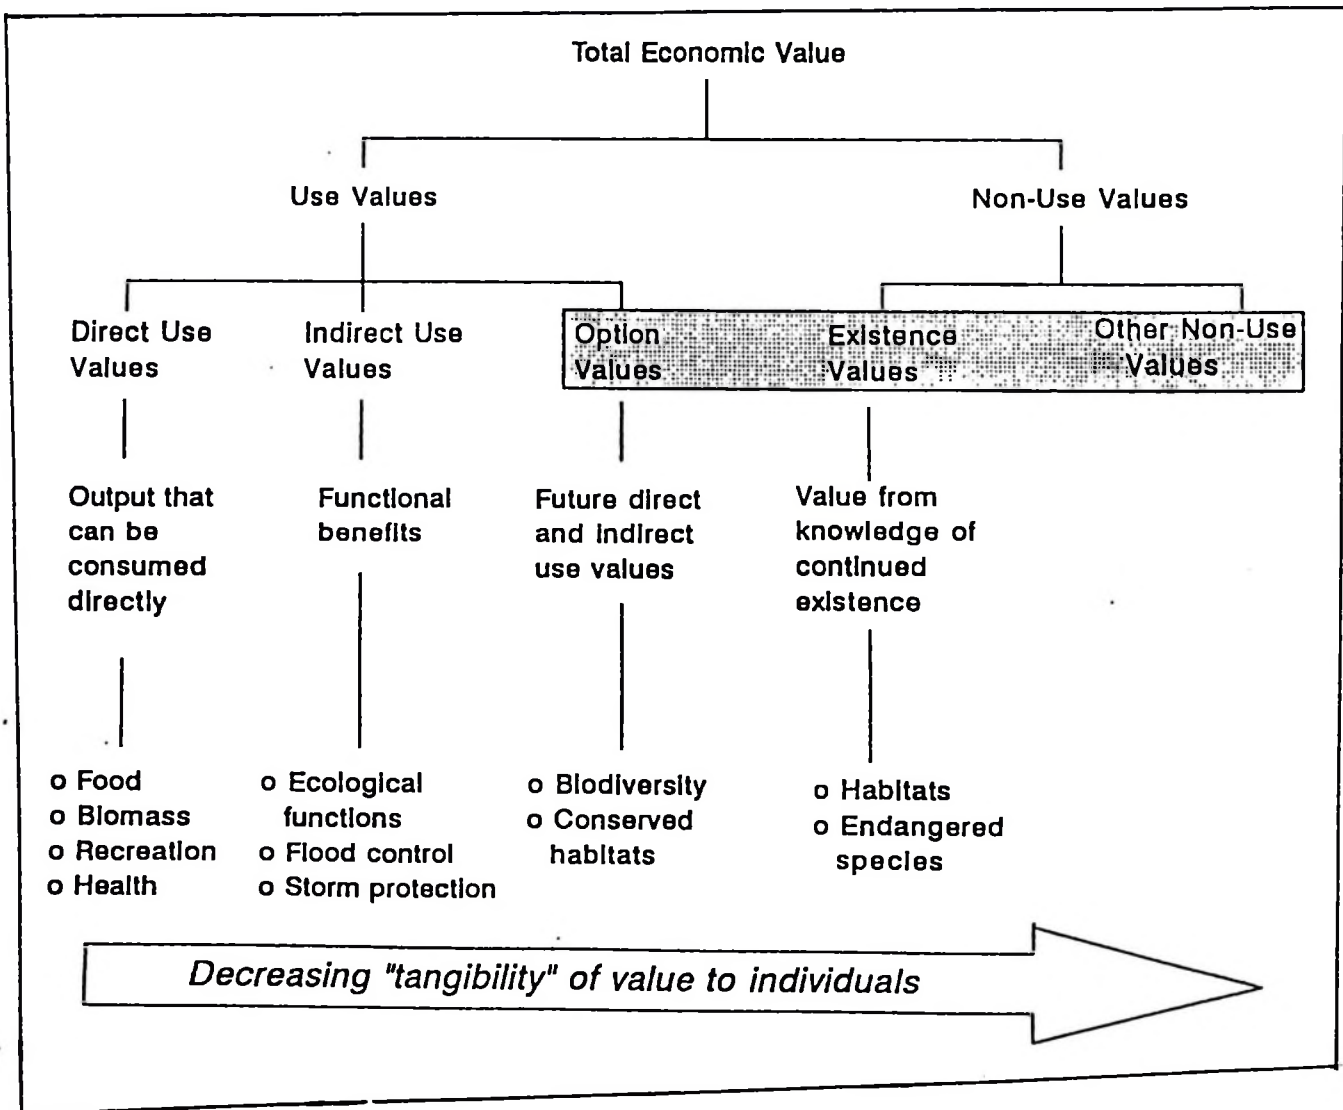 Total Economic Value
Use Values
Non-Use Values
Direct Use
Values
Indirect Use
Values
Option
Values
Existence
Values
Other Non-Use
Values
Output that
can be
consumed
directly
Functional
benefits
Future direct
and indirect
use values
Value from
knowledge of
continued
existence
o Food
o Biomass
o Recreation
o Health
o Ecological
functions
o Flood control
o Storm protection
o Biodiversity
o Conserved
habitats
o Habitats
o Endangered
species
Decreasing "tangibility" of value to individuals